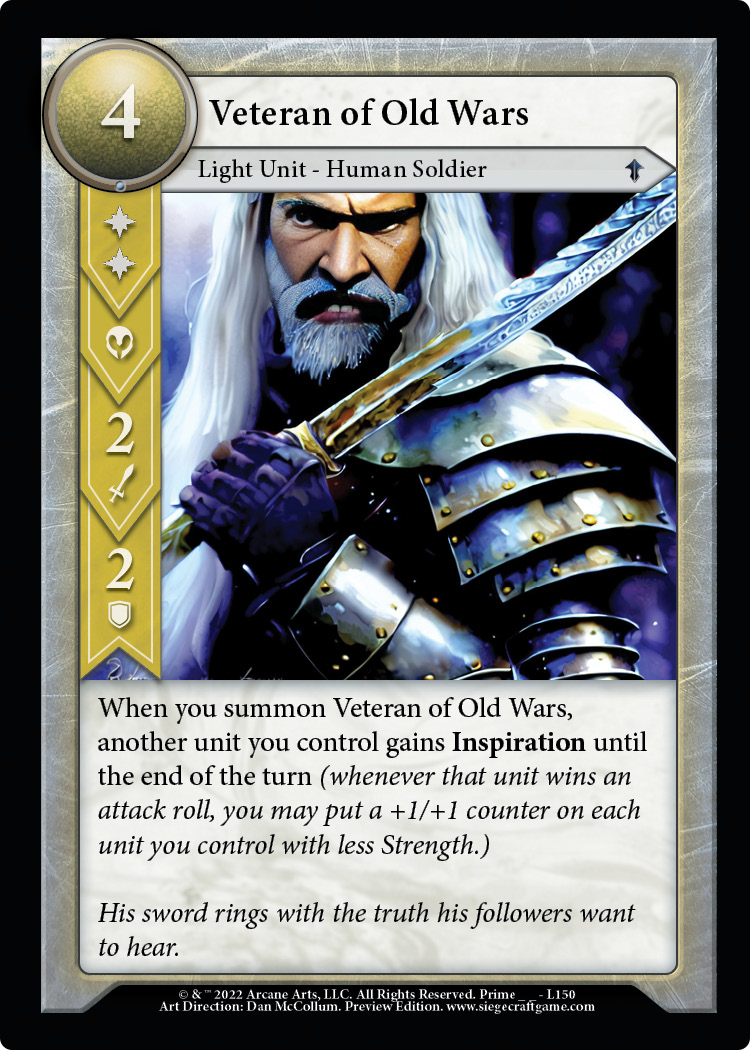 4
Veteran of Old Wars
Light Unit - Human Soldier
2
2
When you summon Veteran of Old Wars,
another unit you control gains Inspiration until
the end of the turn (whenever that unit wins an
attack roll, you may put a +1/+1 counter on each
unit you control with less Strength.)
His sword rings with the truth his followers want
to hear.
© & ™ 2022 Arcane Arts, LLC. All Rights Reserved. Prime _ _ - L150
Art Direction: Dan McCollum. Preview Edition. www.siegecraftgame.com